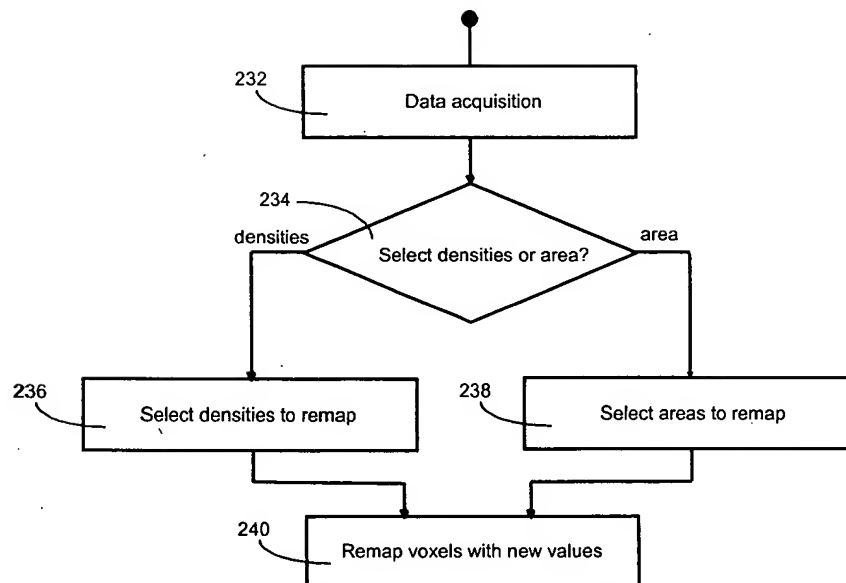 232
Data acquisition
234
densities
area
Select densities or area?
236
Select densities to remap
238
Select areas to remap
240
Remap voxels with new values